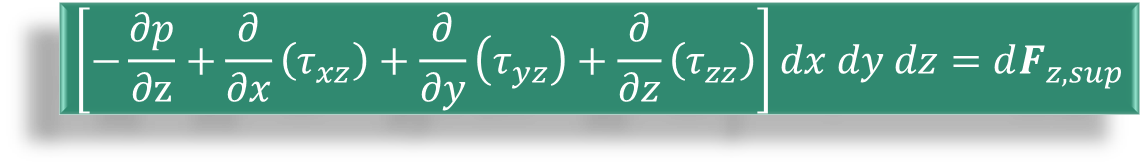 [−∂p/∂z + ∂/∂x (τ_xz) + ∂/∂y (τ_yz) + ∂/∂z (τ_zz)] dx dy dz = d𝑭_z,sup